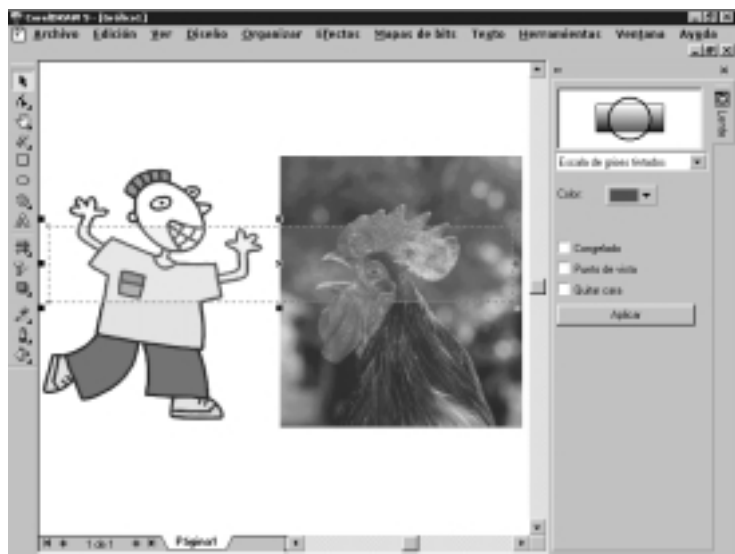 CorelDRAW 9 - [Gráfico1]
Archivo Edición Ver Diseño Organizar Efectos Mapas de bits Texto Herramientas Ventana Ayuda
Lente
Escala de grises tintados
Color:
Congelado
Punto de vista
Quitar cara
Aplicar
1 de 1 Página1